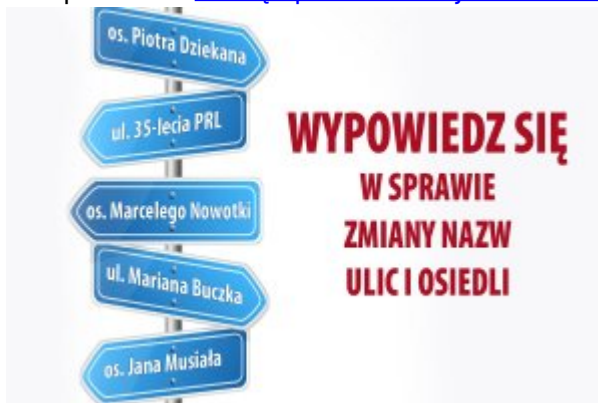 os. Piotra Dziekana
ul. 35-lecia PRL
os. Marcelego Nowotki
ul. Mariana Buczka
os. Jana Musiała
WYPOWIEDZ SIĘ
W SPRAWIE
ZMIANY NAZW
ULIC I OSIEDLI